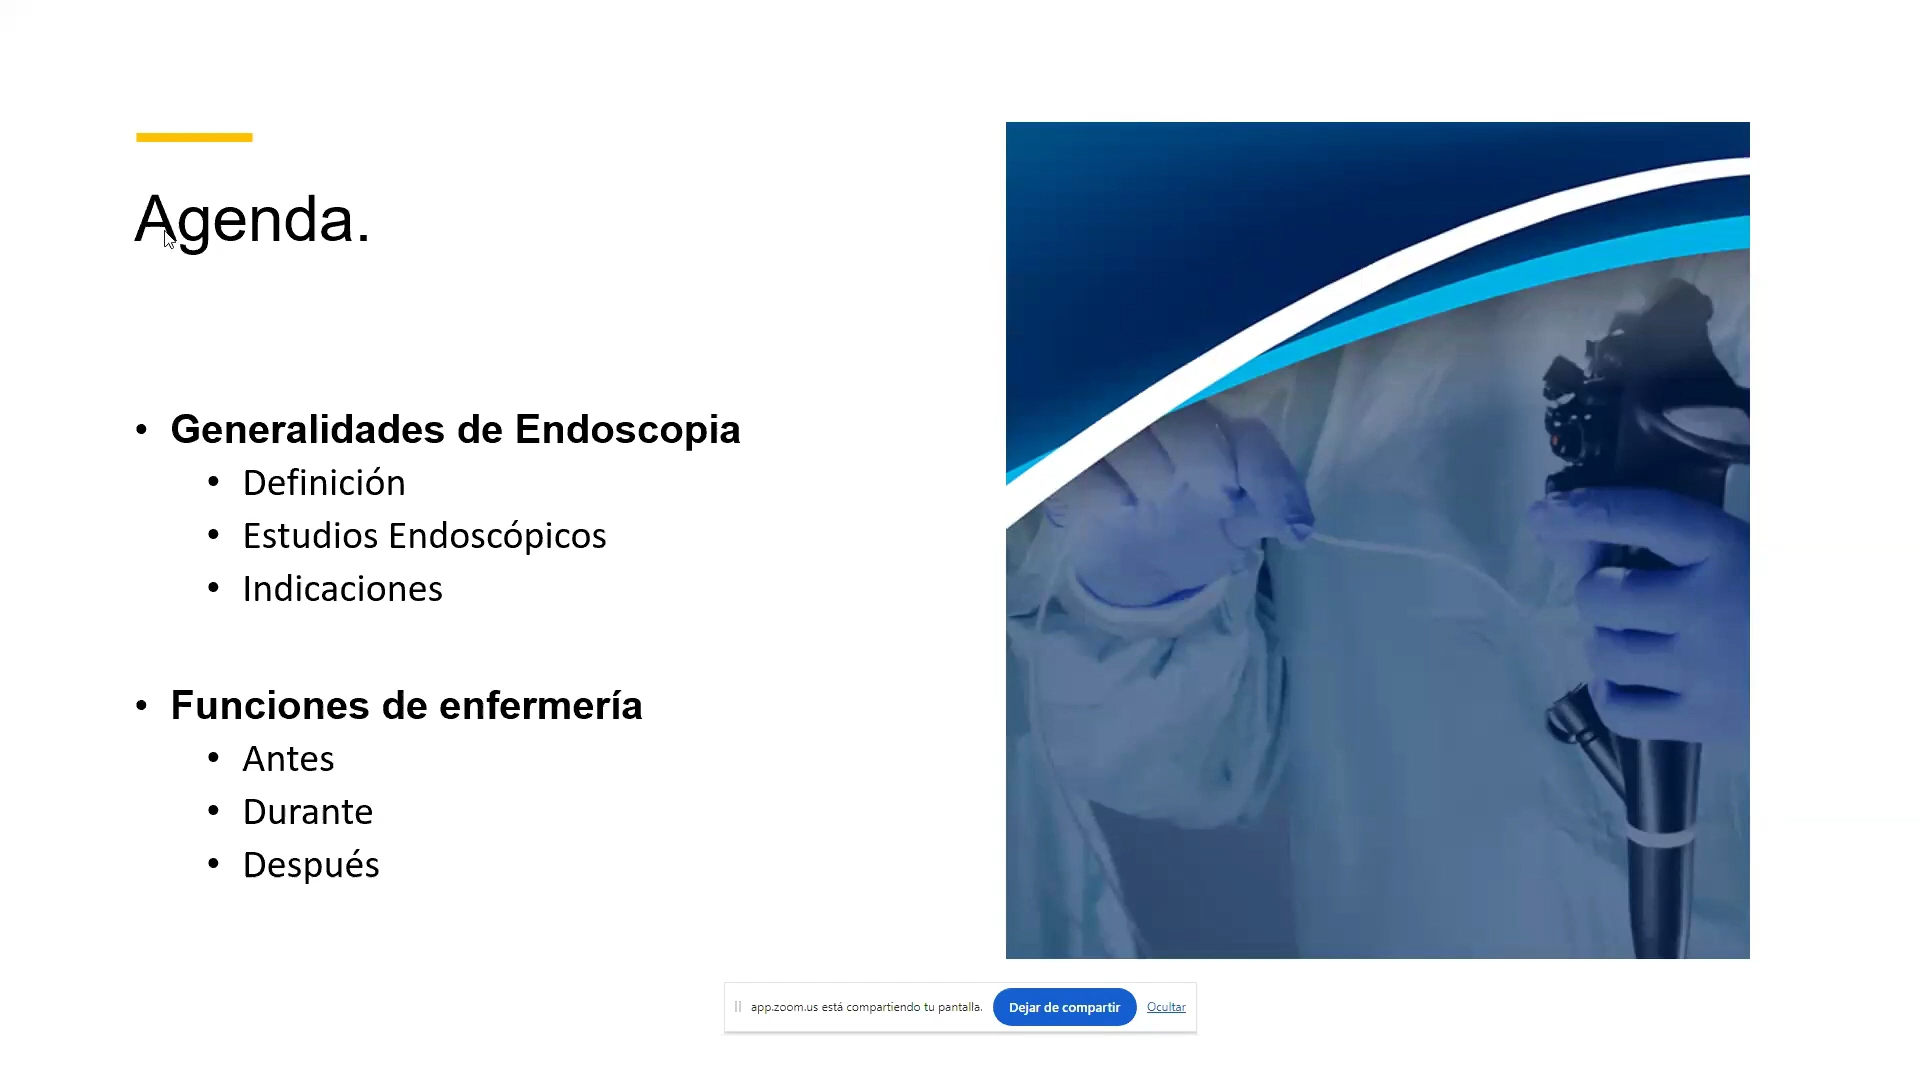 Agenda.
• Generalidades de Endoscopia
• Definición
• Estudios Endoscópicos
• Indicaciones
• Funciones de enfermería
• Antes
• Durante
• Después
app.zoom.us está compartiendo tu pantalla. Dejar de compartir Ocultar